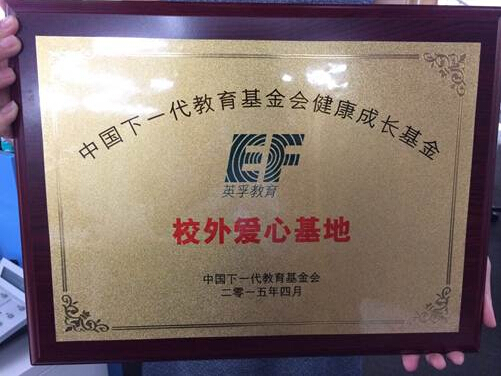 中国下一代教育基金会健康成长基金
EF
英孚教育
校外爱心基地
中国下一代教育基金会
二零一五年四月